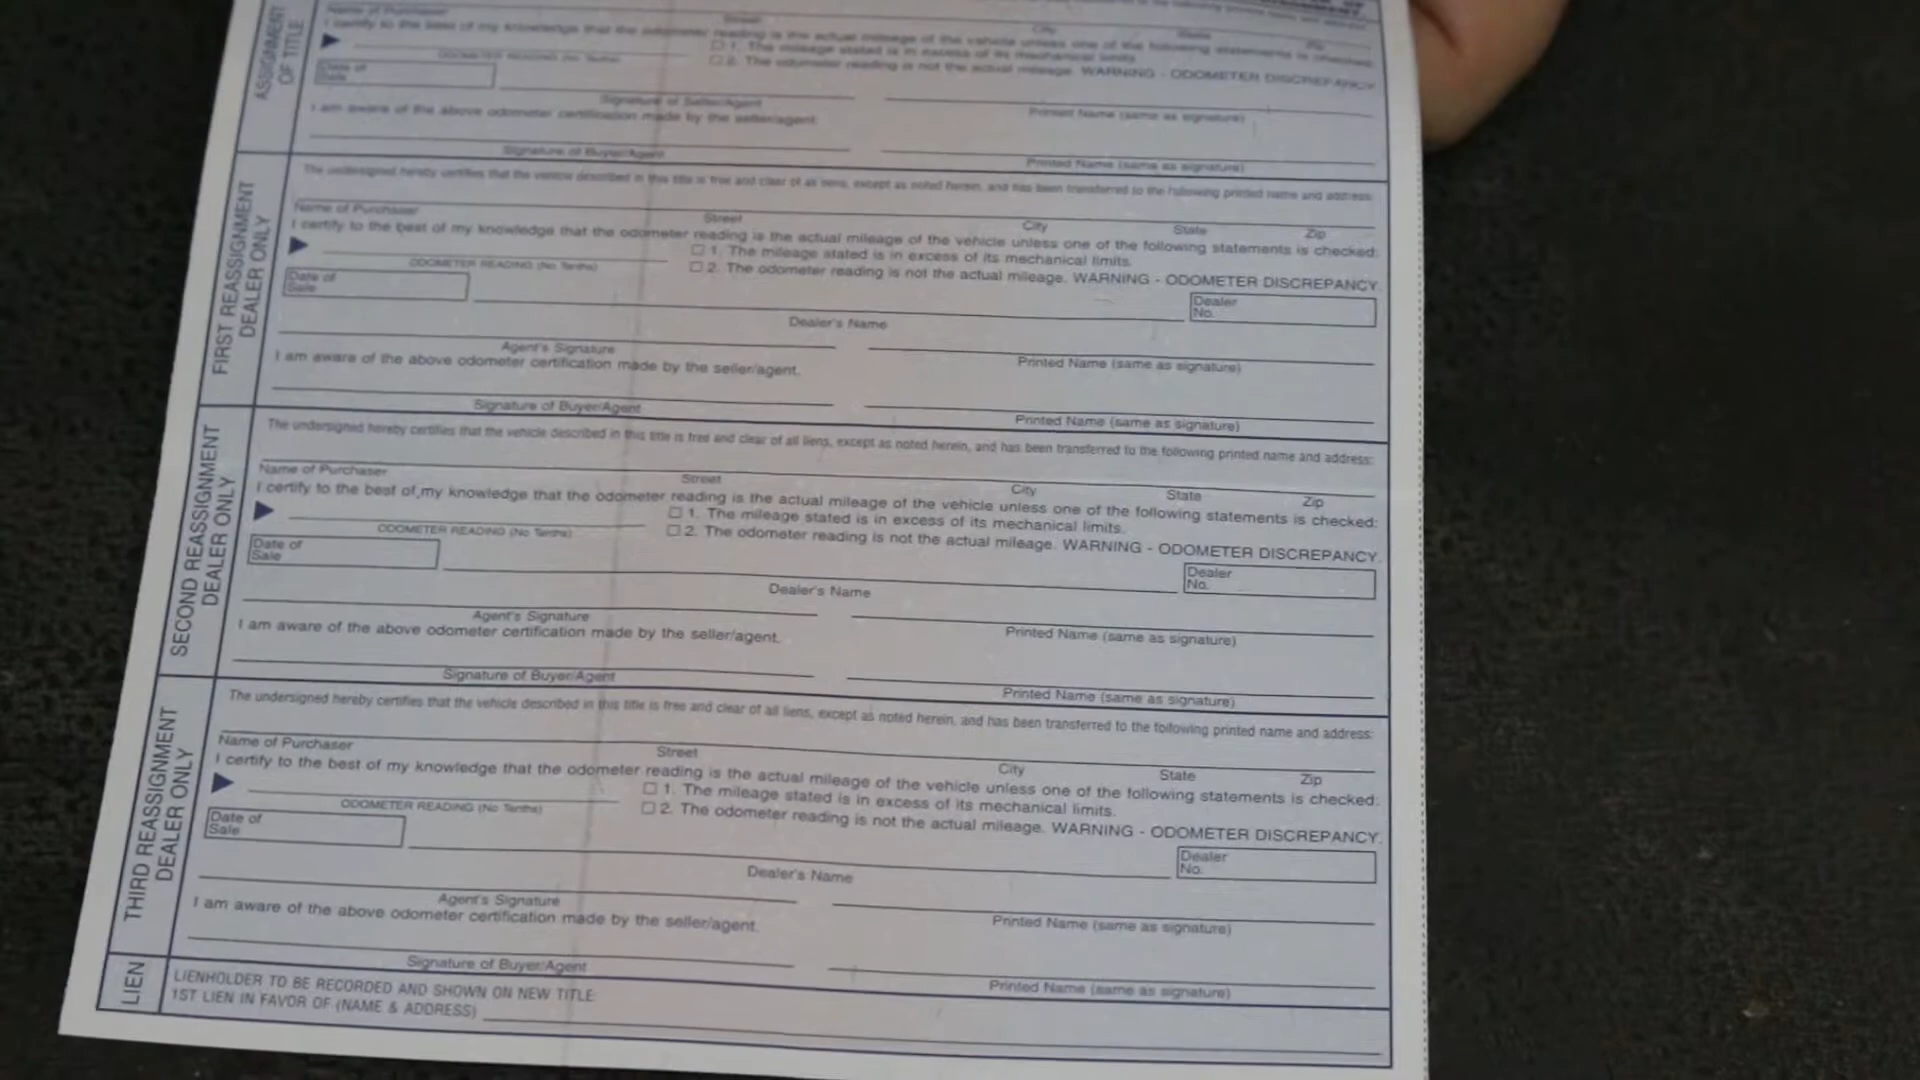 ASSIGNMENT
OF TITLE
Name of Purchaser
Street
City
State
Zip
I certify to the best of my knowledge that the odometer reading is the actual mileage of the vehicle unless one of the following statements is checked:
ODOMETER READING (No Tenths)
1. The mileage stated is in excess of its mechanical limits.
2. The odometer reading is not the actual mileage. WARNING - ODOMETER DISCREPANCY.
Date of
Sale
Signature of Seller/Agent
Printed Name (same as signature)
I am aware of the above odometer certification made by the seller/agent.
Signature of Buyer/Agent
Printed Name (same as signature)
FIRST REASSIGNMENT
DEALER ONLY
The undersigned hereby certifies that the vehicle described in this title is free and clear of all liens, except as noted herein, and has been transferred to the following printed name and address:
Name of Purchaser
Street
City
State
Zip
I certify to the best of my knowledge that the odometer reading is the actual mileage of the vehicle unless one of the following statements is checked:
ODOMETER READING (No Tenths)
1. The mileage stated is in excess of its mechanical limits.
2. The odometer reading is not the actual mileage. WARNING - ODOMETER DISCREPANCY.
Date of
Sale
Dealer's Name
Dealer
No.
Agent's Signature
Printed Name (same as signature)
I am aware of the above odometer certification made by the seller/agent.
Signature of Buyer/Agent
Printed Name (same as signature)
SECOND REASSIGNMENT
DEALER ONLY
The undersigned hereby certifies that the vehicle described in this title is free and clear of all liens, except as noted herein, and has been transferred to the following printed name and address:
Name of Purchaser
Street
City
State
Zip
I certify to the best of my knowledge that the odometer reading is the actual mileage of the vehicle unless one of the following statements is checked:
ODOMETER READING (No Tenths)
1. The mileage stated is in excess of its mechanical limits.
2. The odometer reading is not the actual mileage. WARNING - ODOMETER DISCREPANCY.
Date of
Sale
Dealer's Name
Dealer
No.
Agent's Signature
Printed Name (same as signature)
I am aware of the above odometer certification made by the seller/agent.
Signature of Buyer/Agent
Printed Name (same as signature)
THIRD REASSIGNMENT
DEALER ONLY
The undersigned hereby certifies that the vehicle described in this title is free and clear of all liens, except as noted herein, and has been transferred to the following printed name and address:
Name of Purchaser
Street
City
State
Zip
I certify to the best of my knowledge that the odometer reading is the actual mileage of the vehicle unless one of the following statements is checked:
ODOMETER READING (No Tenths)
1. The mileage stated is in excess of its mechanical limits.
2. The odometer reading is not the actual mileage. WARNING - ODOMETER DISCREPANCY.
Date of
Sale
Dealer's Name
Dealer
No.
Agent's Signature
Printed Name (same as signature)
I am aware of the above odometer certification made by the seller/agent.
Signature of Buyer/Agent
Printed Name (same as signature)
LIEN
LIENHOLDER TO BE RECORDED AND SHOWN ON NEW TITLE:
1ST LIEN IN FAVOR OF (NAME & ADDRESS)